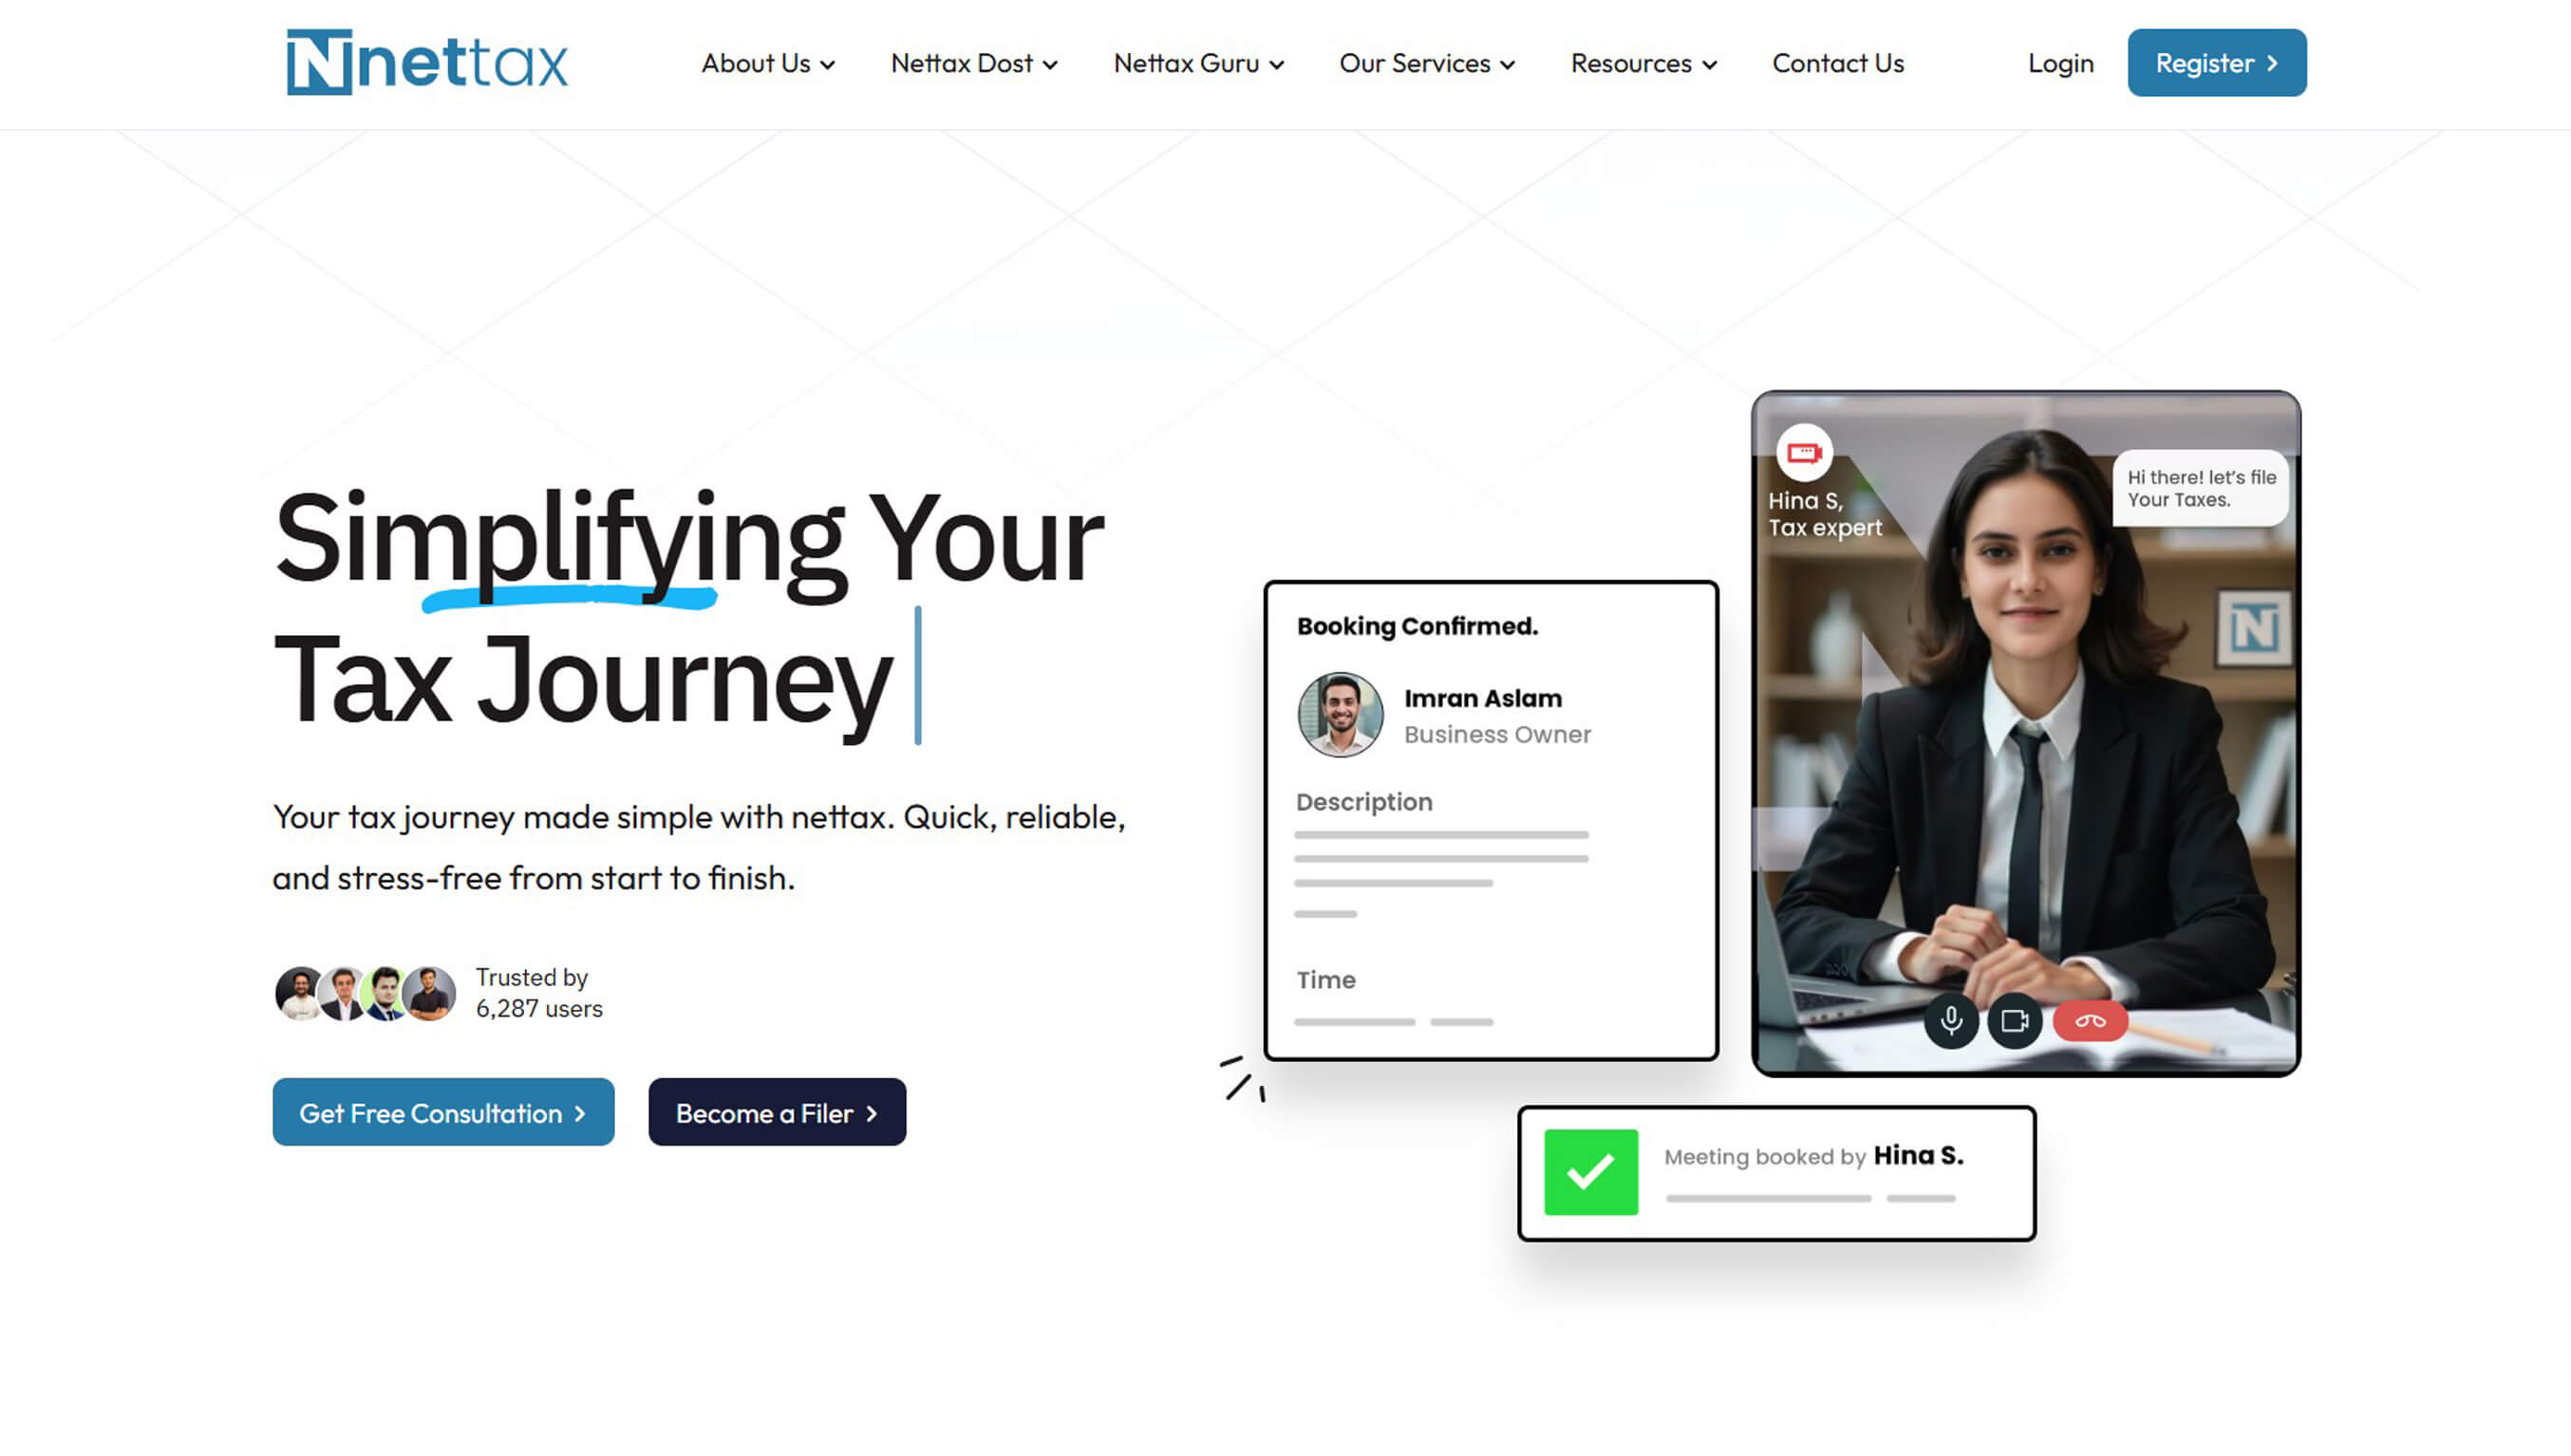 Nnettax
About Us
Nettax Dost
Nettax Guru
Our Services
Resources
Contact Us
Login
Register
Simplifying Your
Tax Journey
Your tax journey made simple with nettax. Quick, reliable,
and stress-free from start to finish.
Trusted by
6,287 users
Get Free Consultation
Become a Filer
Booking Confirmed.
Imran Aslam
Business Owner
Description
Time
Hina S,
Tax expert
Hi there! let's file
Your Taxes.
N
Meeting booked by Hina S.